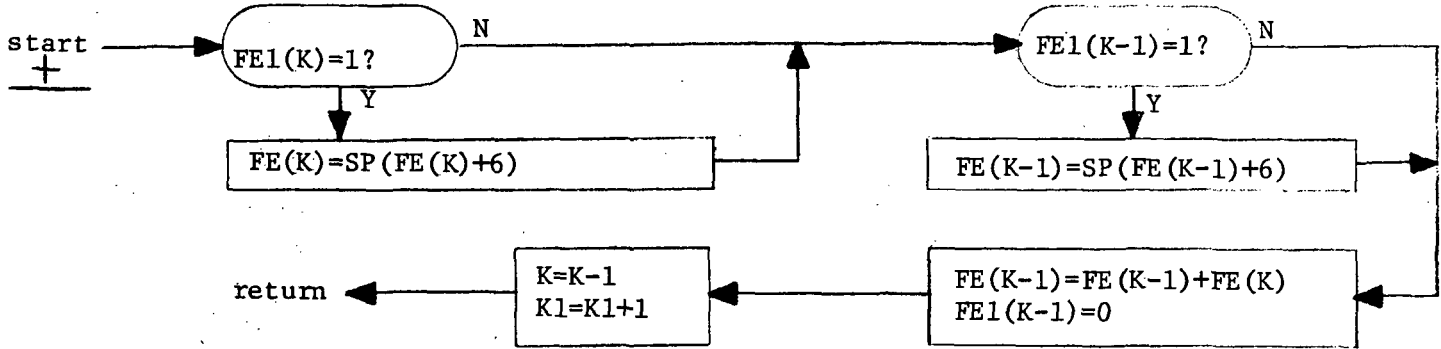 start
+
FE1(K)=1?
N
Y
FE(K)=SP(FE(K)+6)
FE1(K-1)=1?
N
Y
FE(K-1)=SP(FE(K-1)+6)
FE(K-1)=FE(K-1)+FE(K)
FE1(K-1)=0
K=K-1
K1=K1+1
return